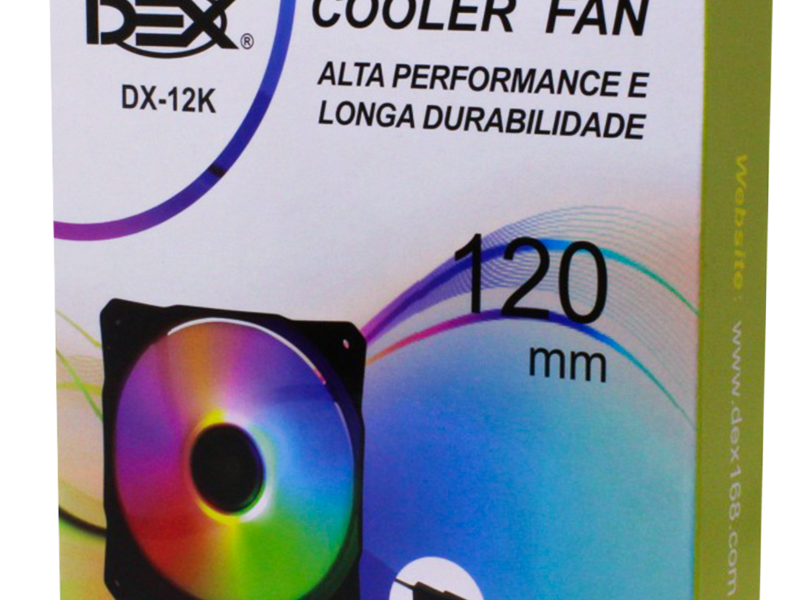 DEX®
DX-12K
COOLER FAN
ALTA PERFORMANCE E
LONGA DURABILIDADE
120
mm
Website: www.dex168.com